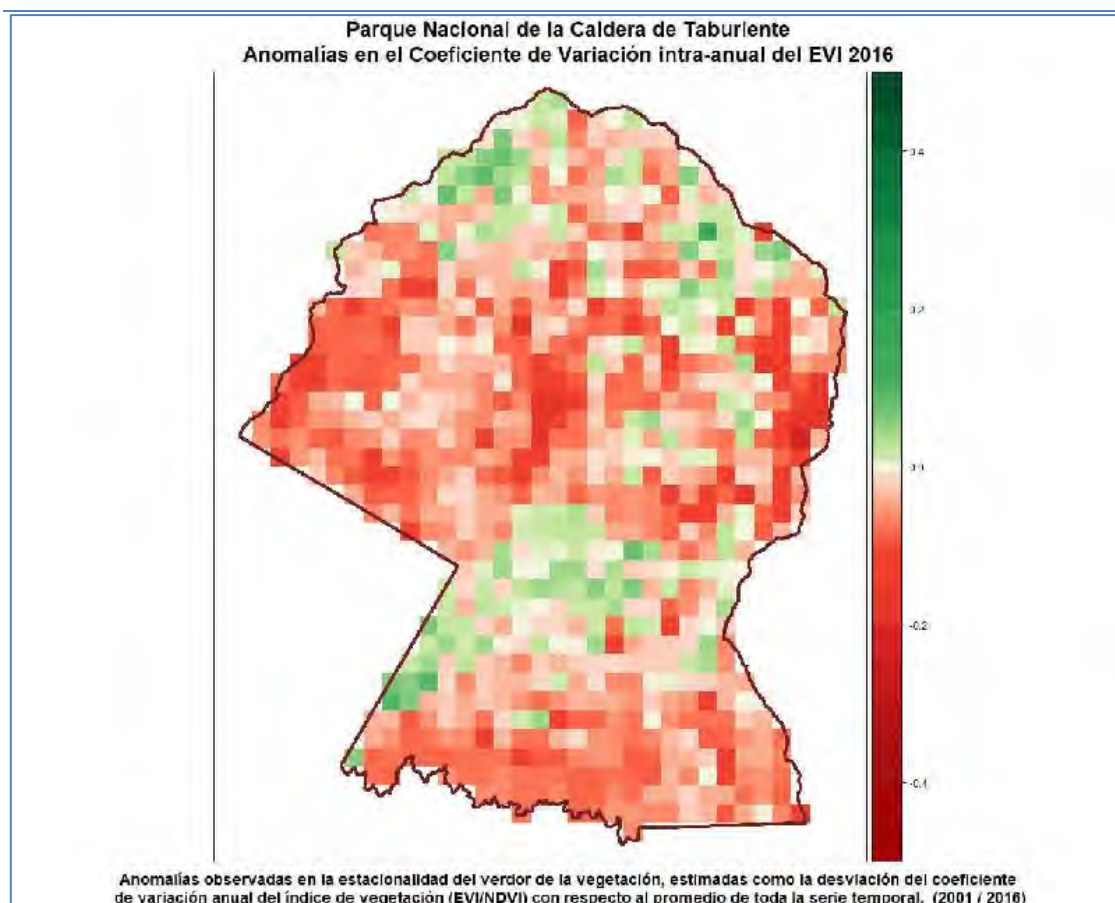 Parque Nacional de la Caldera de Taburiente
Anomalías en el Coeficiente de Variación intra-anual del EVI 2016
0.4
0.2
0.0
-0.2
-0.4
Anomalías observadas en la estacionalidad del verdor de la vegetación, estimadas como la desviación del coeficiente
de variación anual del índice de vegetación (EVI/NDVI) con respecto al promedio de toda la serie temporal. (2001 / 2016)